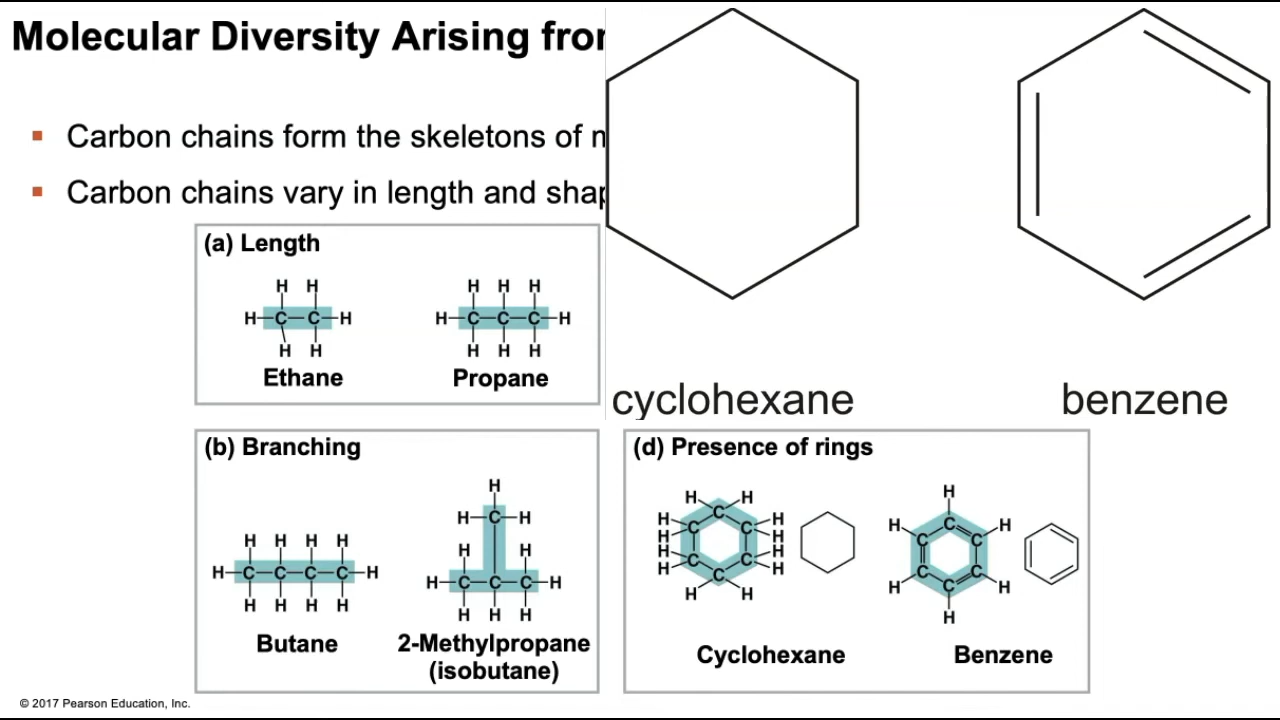 Molecular Diversity Arising from
▪ Carbon chains form the skeletons of
▪ Carbon chains vary in length and
(a) Length
H H
H–C–C–H
H H
Ethane
H H H
H–C–C–C–H
H H H
Propane
cyclohexane
benzene
(b) Branching
H H H H
H–C–C–C–C–H
H H H H
Butane
H
H–C–H
H H
H–C–C–C–H
H H H
2-Methylpropane
(isobutane)
(d) Presence of rings
H H
H C H
H C C H
H C C H
H C H
H H
Cyclohexane
H
H C H
C C
C C
H C H
H
Benzene
© 2017 Pearson Education, Inc.